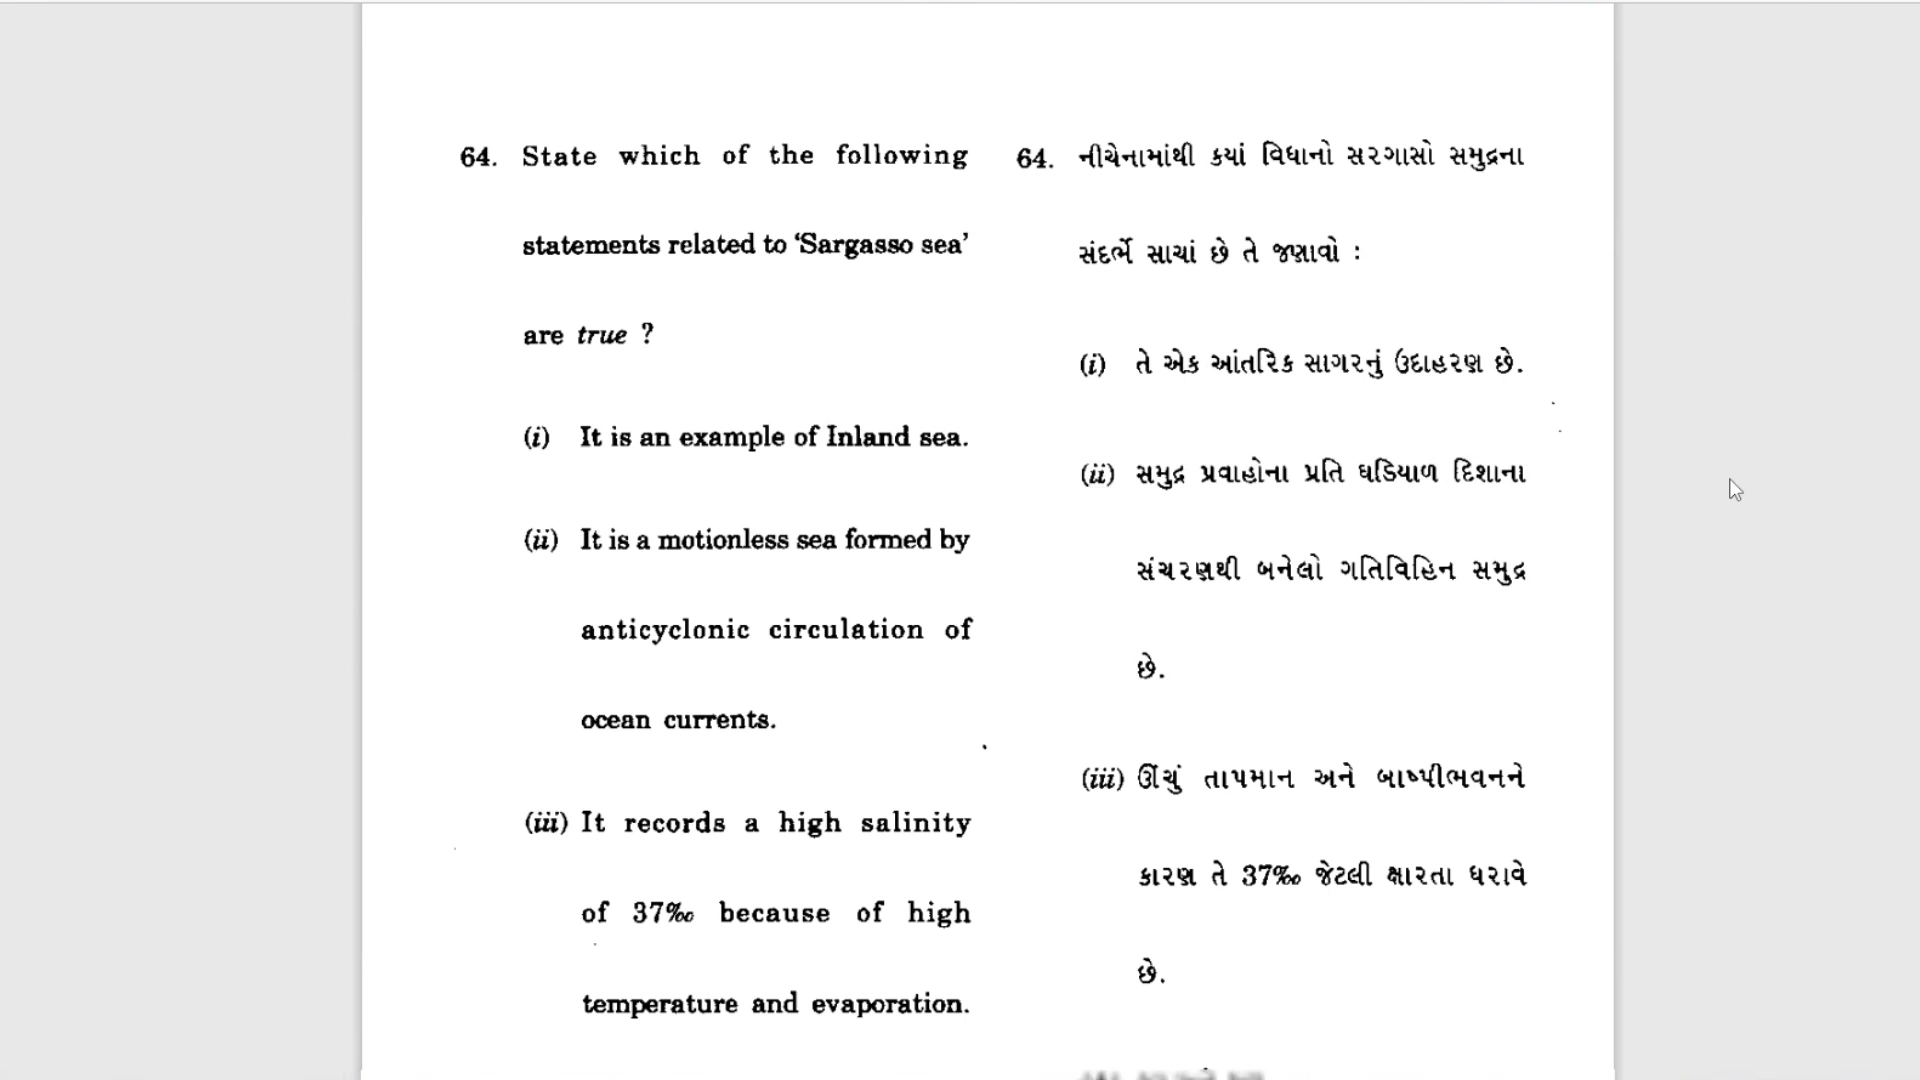 64. State which of the following
statements related to ‘Sargasso sea’
are true ?
(i) It is an example of Inland sea.
(ii) It is a motionless sea formed by
anticyclonic circulation of
ocean currents.
(iii) It records a high salinity
of 37‰ because of high
temperature and evaporation.
64. નીચેનામાંથી કયાં વિધાનો સરગાસો સમુદ્રના
સંદર્ભે સાચાં છે તે જણાવો :
(i) તે એક આંતરિક સાગરનું ઉદાહરણ છે.
(ii) સમુદ્ર પ્રવાહોના પ્રતિ ઘડિયાળ દિશાના
સંચરણથી બનેલો ગતિવિહિન સમુદ્ર
છે.
(iii) ઊંચું તાપમાન અને બાષ્પીભવનને
કારણ તે 37‰ જેટલી ક્ષારતા ધરાવે
છે.